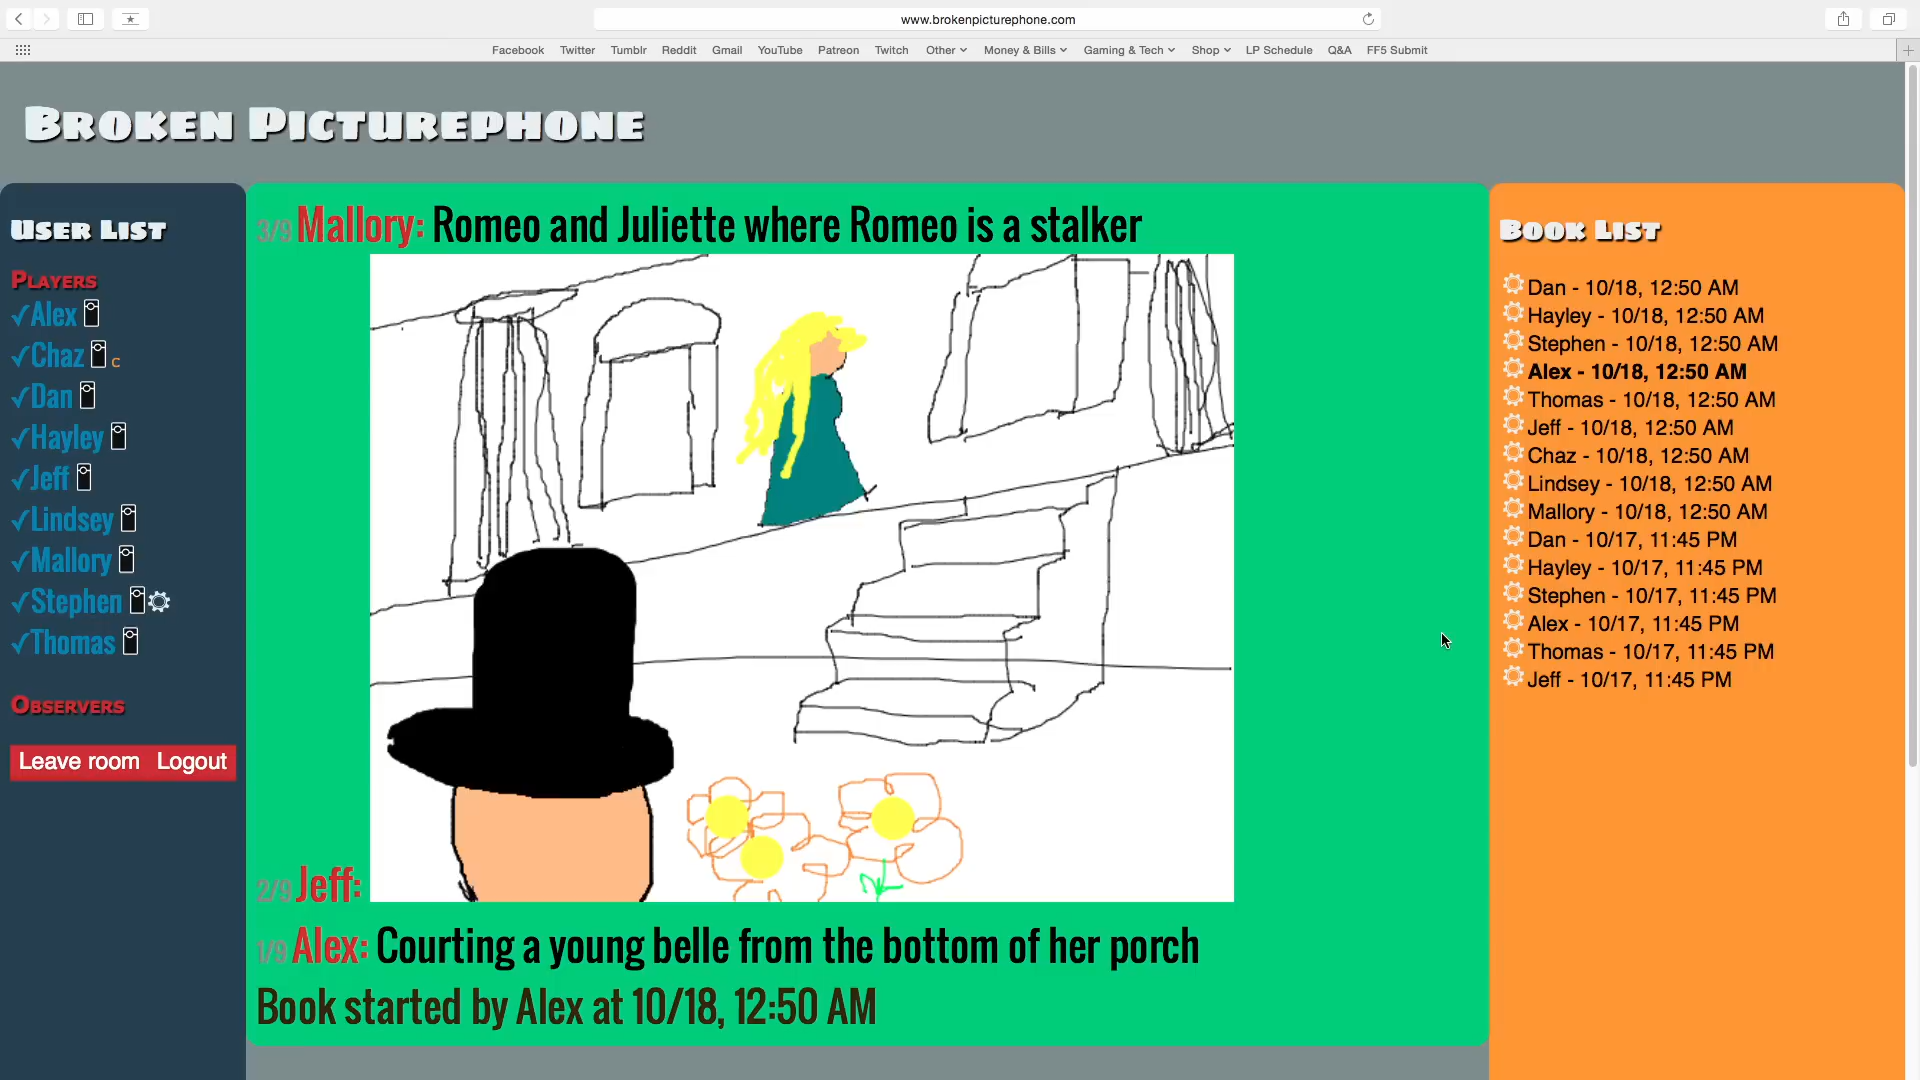 www.brokenpicturephone.com
Facebook Twitter Tumblr Reddit Gmail YouTube Patreon Twitch Other Money & Bills Gaming & Tech Shop LP Schedule Q&A FF5 Submit
Broken Picturephone
User List
Players
✓Alex
✓Chaz c
✓Dan
✓Hayley
✓Jeff
✓Lindsey
✓Mallory
✓Stephen
✓Thomas
Observers
Leave room Logout
3/9 Mallory: Romeo and Juliette where Romeo is a stalker
2/9 Jeff:
1/9 Alex: Courting a young belle from the bottom of her porch
Book started by Alex at 10/18, 12:50 AM
Book List
Dan - 10/18, 12:50 AM
Hayley - 10/18, 12:50 AM
Stephen - 10/18, 12:50 AM
Alex - 10/18, 12:50 AM
Thomas - 10/18, 12:50 AM
Jeff - 10/18, 12:50 AM
Chaz - 10/18, 12:50 AM
Lindsey - 10/18, 12:50 AM
Mallory - 10/18, 12:50 AM
Dan - 10/17, 11:45 PM
Hayley - 10/17, 11:45 PM
Stephen - 10/17, 11:45 PM
Alex - 10/17, 11:45 PM
Thomas - 10/17, 11:45 PM
Jeff - 10/17, 11:45 PM